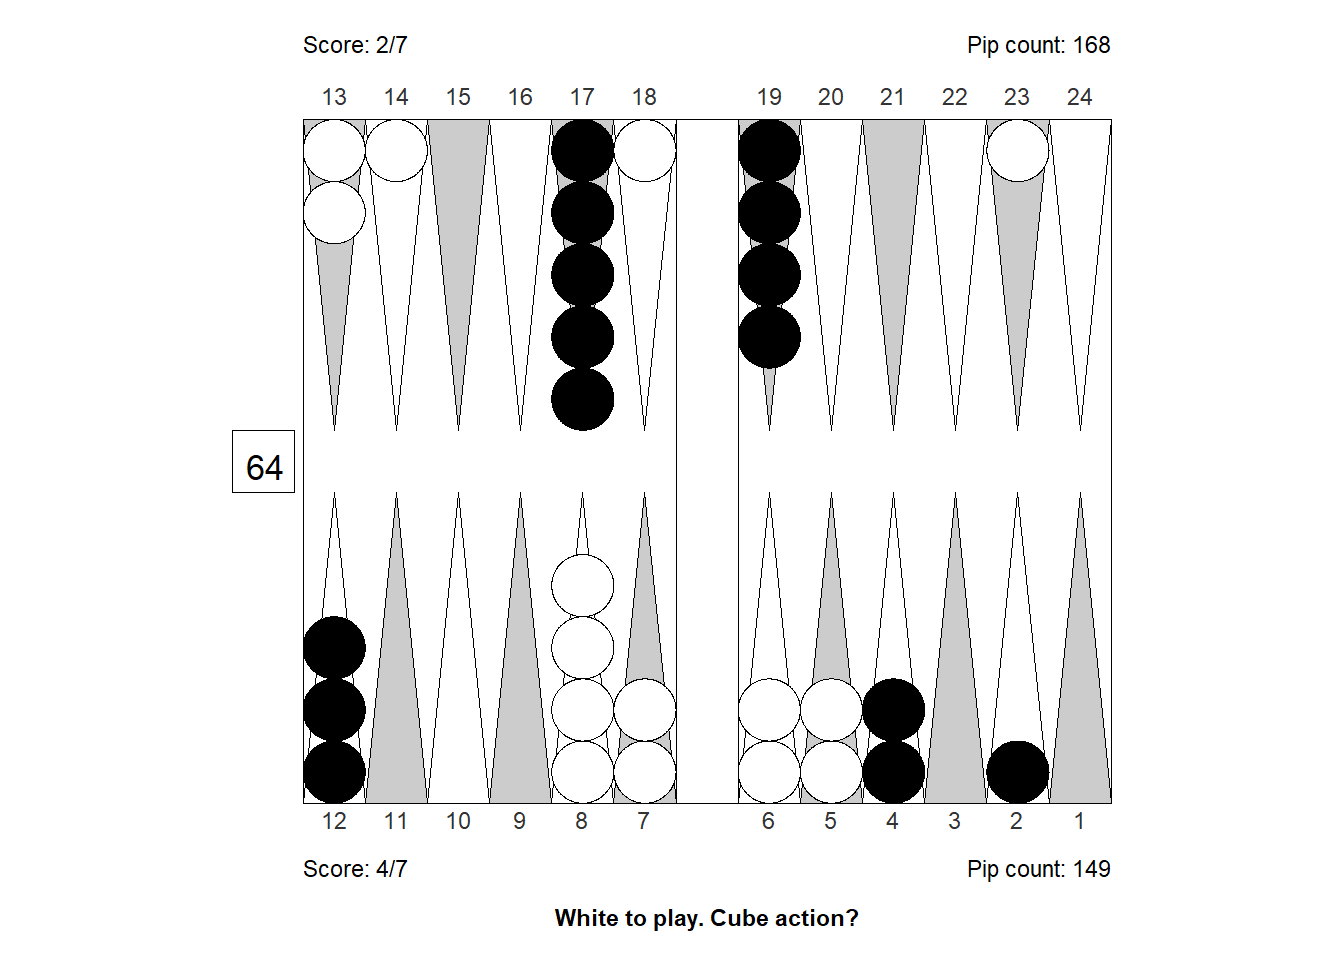 Score: 2/7 Pip count: 168
13 14 15 16 17 18 19 20 21 22 23 24
64
12 11 10 9 8 7 6 5 4 3 2 1
Score: 4/7 Pip count: 149
White to play. Cube action?